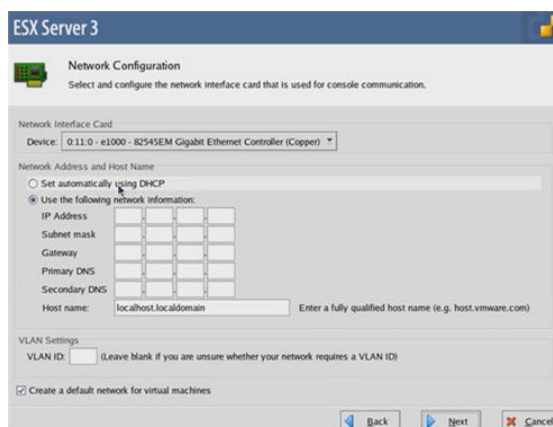 ESX Server 3
Network Configuration
Select and configure the network interface card that is used for console communication.
Network Interface Card
Device: 0:11:0 - e1000 - 82545EM Gigabit Ethernet Controller (Copper)
Network Address and Host Name
Set automatically using DHCP
Use the following network information:
IP Address
Subnet mask
Gateway
Primary DNS
Secondary DNS
Host name: localhost.localdomain Enter a fully qualified host name (e.g. host.vmware.com)
VLAN Settings
VLAN ID: (Leave blank if you are unsure whether your network requires a VLAN ID)
Create a default network for virtual machines
Back Next Cancel